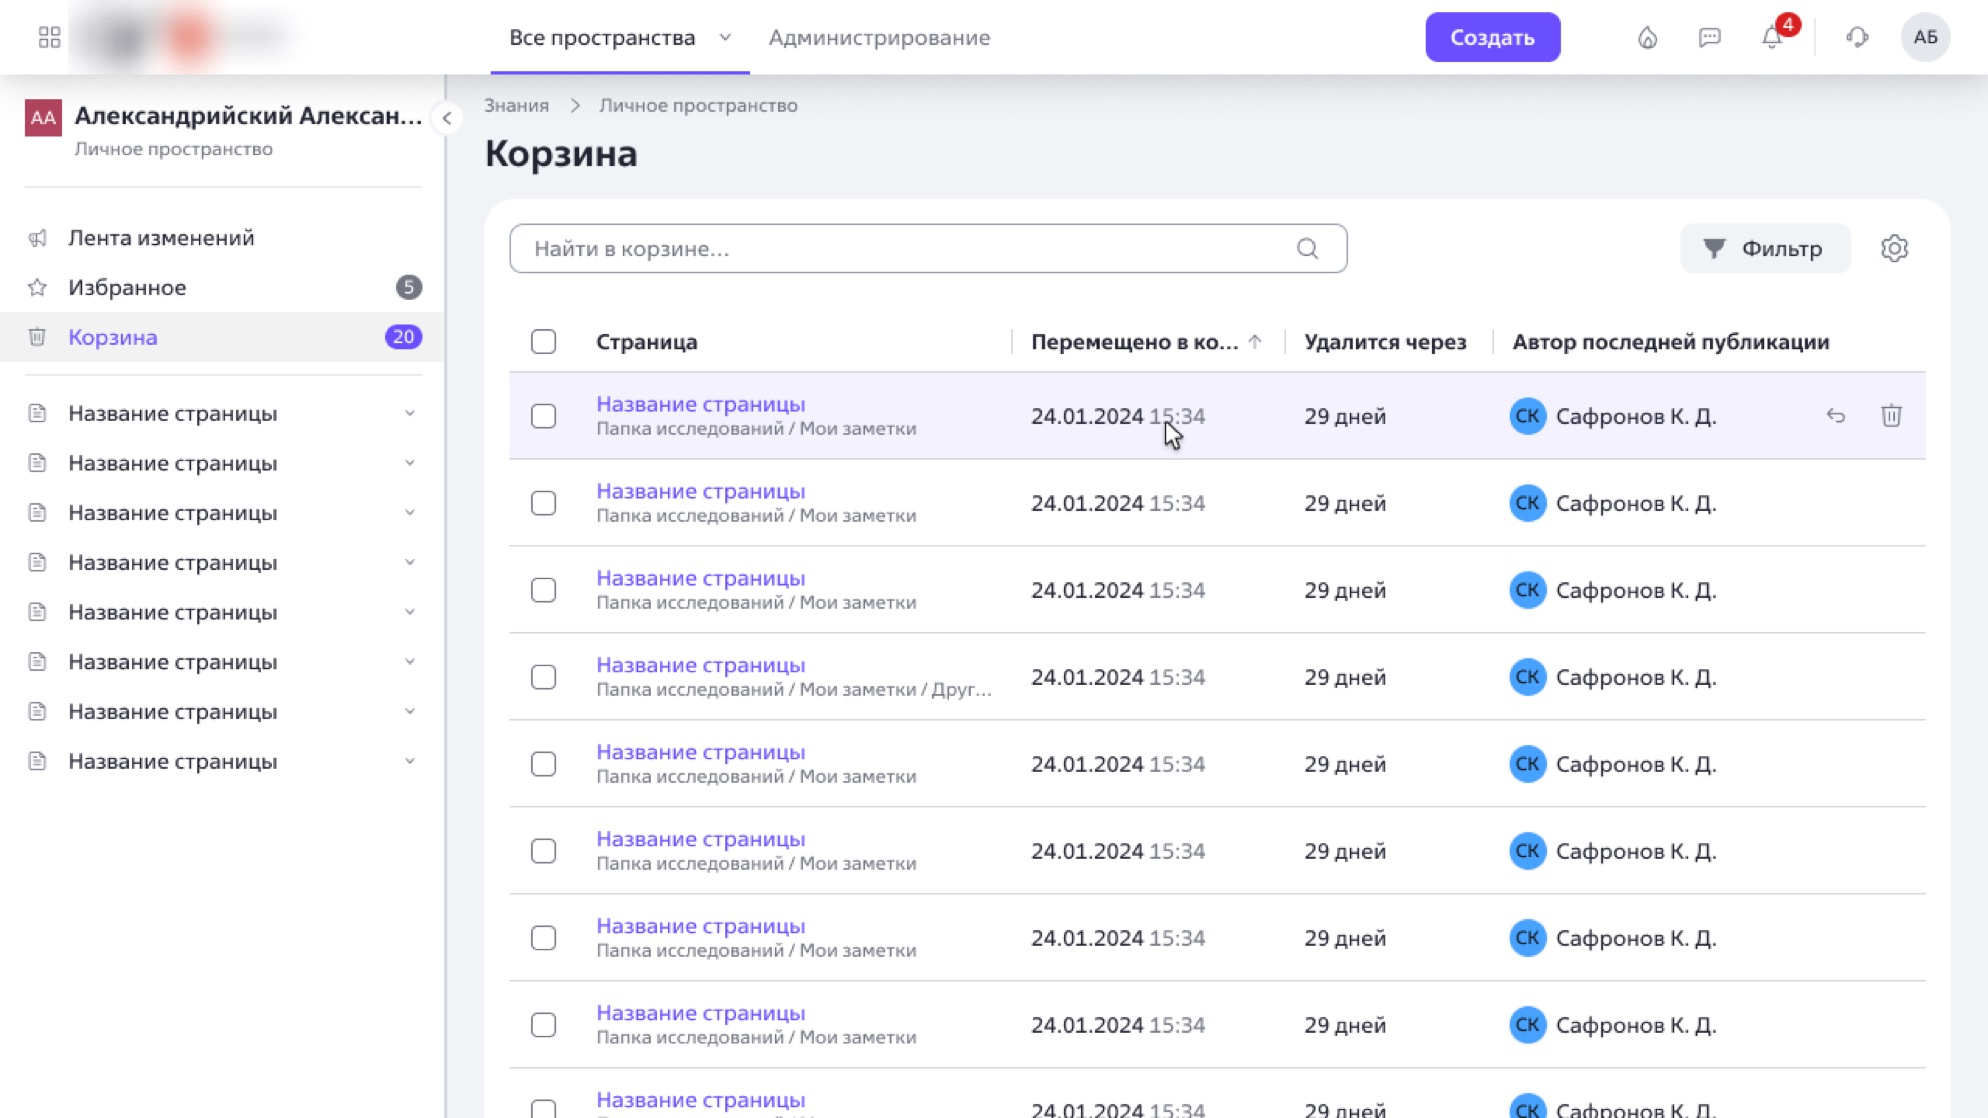 Все пространства
Администрирование
Создать
4
АБ
АА
Александрийский Алексан...
Личное пространство
Лента изменений
Избранное
5
Корзина
20
Название страницы
Название страницы
Название страницы
Название страницы
Название страницы
Название страницы
Название страницы
Название страницы
Знания > Личное пространство
Корзина
Найти в корзине...
Фильтр
Страница Перемещено в ко... Удалится через Автор последней публикации
Название страницы
Папка исследований / Мои заметки
24.01.2024 15:34 29 дней СК Сафронов К. Д.
Название страницы
Папка исследований / Мои заметки
24.01.2024 15:34 29 дней СК Сафронов К. Д.
Название страницы
Папка исследований / Мои заметки
24.01.2024 15:34 29 дней СК Сафронов К. Д.
Название страницы
Папка исследований / Мои заметки / Друг...
24.01.2024 15:34 29 дней СК Сафронов К. Д.
Название страницы
Папка исследований / Мои заметки
24.01.2024 15:34 29 дней СК Сафронов К. Д.
Название страницы
Папка исследований / Мои заметки
24.01.2024 15:34 29 дней СК Сафронов К. Д.
Название страницы
Папка исследований / Мои заметки
24.01.2024 15:34 29 дней СК Сафронов К. Д.
Название страницы
Папка исследований / Мои заметки
24.01.2024 15:34 29 дней СК Сафронов К. Д.
Название страницы
24.01.2024 15:34 29 дней СК Сафронов К. Д.